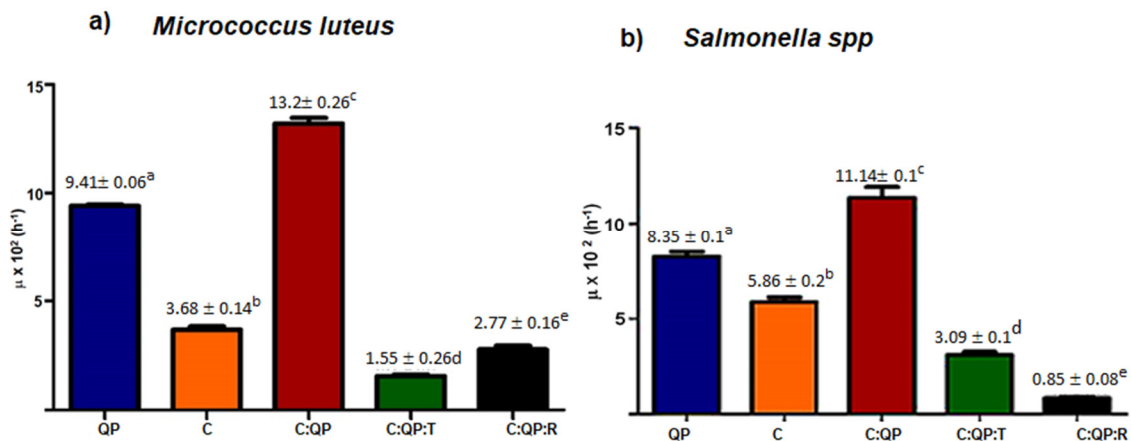 a) Micrococcus luteus
15
10
5
μ x 10² (h⁻¹)
9.41± 0.06ᵃ
3.68 ± 0.14ᵇ
13.2± 0.26ᶜ
1.55 ± 0.26d
2.77 ± 0.16ᵉ
QP C C:QP C:QP:T C:QP:R
b) Salmonella spp
15
10
5
μ x 10 ² (h⁻¹)
8.35 ± 0.1ᵃ
5.86 ± 0.2ᵇ
11.14± 0.1ᶜ
3.09 ± 0.1ᵈ
0.85 ± 0.08ᵉ
QP C C:QP C:QP:T C:QP:R